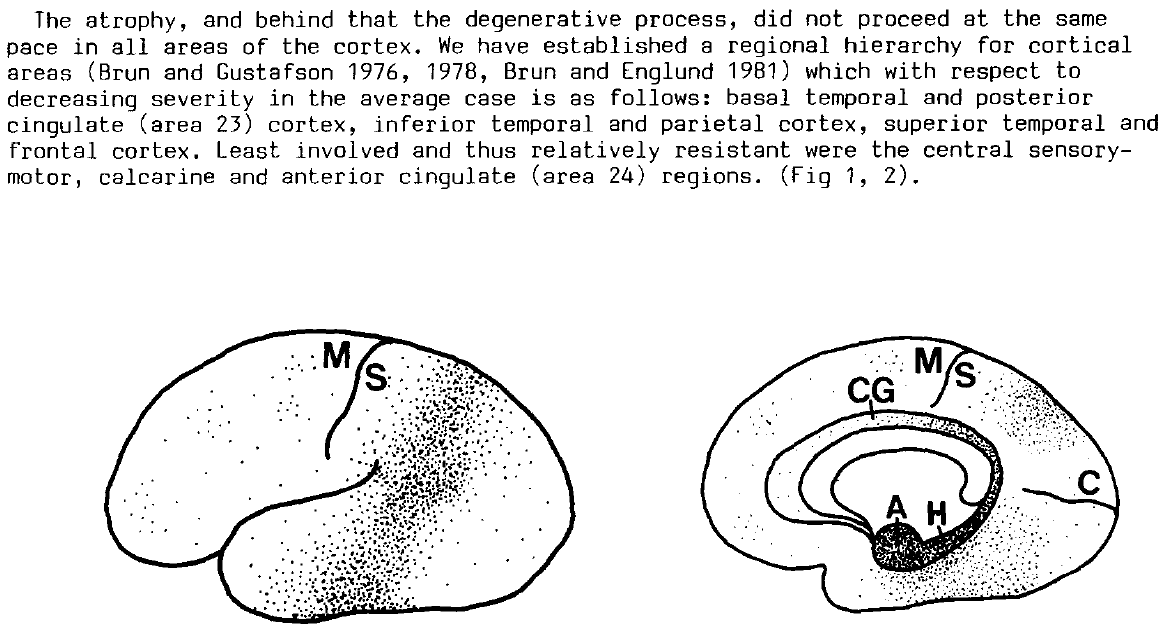 The atrophy, and behind that the degenerative process, did not proceed at the same
pace in all areas of the cortex. We have established a regional hierarchy for cortical
areas (Brun and Gustafson 1976, 1978, Brun and Englund 1981) which with respect to
decreasing severity in the average case is as follows: basal temporal and posterior
cingulate (area 23) cortex, inferior temporal and parietal cortex, superior temporal and
frontal cortex. Least involved and thus relatively resistant were the central sensory-
motor, calcarine and anterior cingulate (area 24) regions. (Fig 1, 2).
M
S
M
S
CG
C
A
H